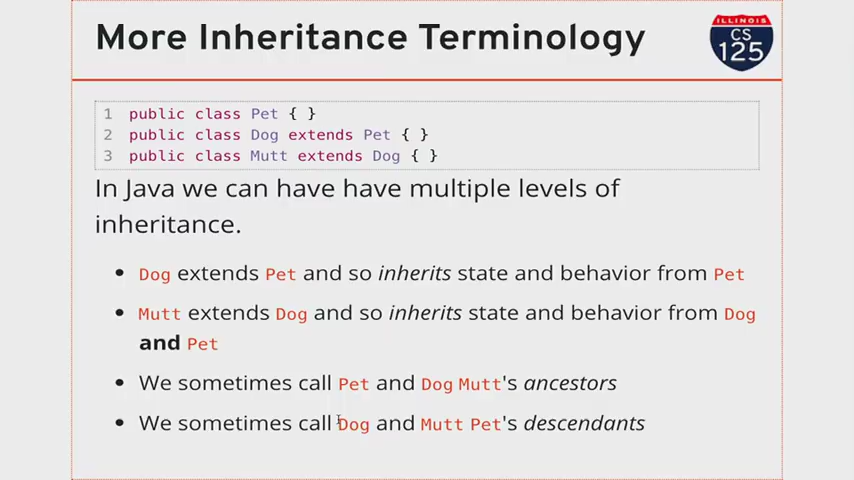 More Inheritance Terminology
ILLINOIS
CS
125
1 public class Pet { }
2 public class Dog extends Pet { }
3 public class Mutt extends Dog { }
In Java we can have have multiple levels of
inheritance.
• Dog extends Pet and so inherits state and behavior from Pet
• Mutt extends Dog and so inherits state and behavior from Dog
and Pet
• We sometimes call Pet and Dog Mutt's ancestors
• We sometimes call Dog and Mutt Pet's descendants